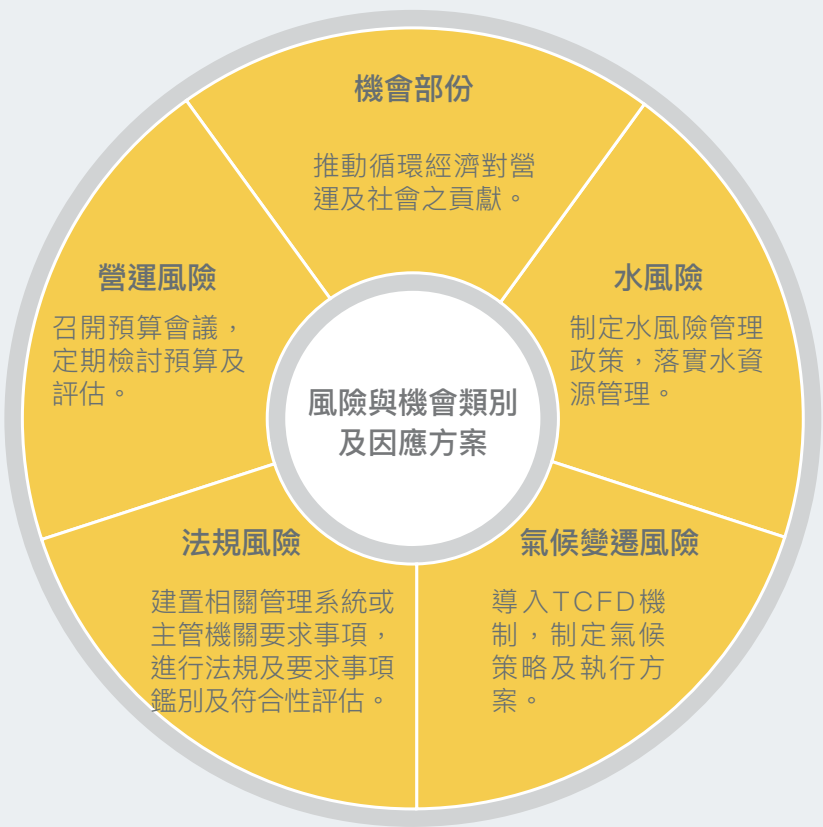 機會部份
推動循環經濟對營
運及社會之貢獻。
水風險
制定水風險管理
政策，落實水資
源管理。
氣候變遷風險
導入TCFD機
制，制定氣候
策略及執行方
案。
法規風險
建置相關管理系統或
主管機關要求事項，
進行法規及要求事項
鑑別及符合性評估。
營運風險
召開預算會議，
定期檢討預算及
評估。
風險與機會類別
及因應方案